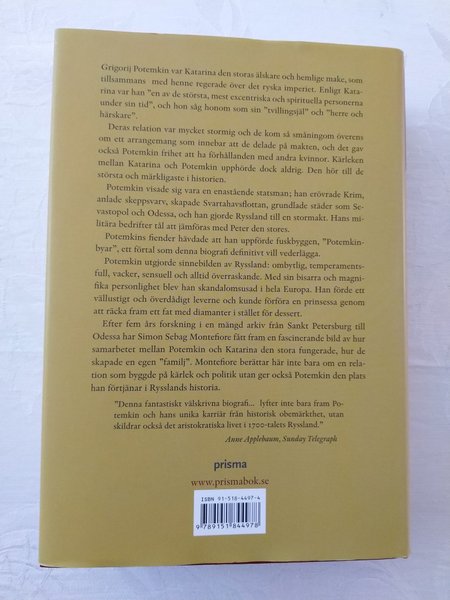 Grigorij Potemkin var Katarina den storas älskare och hemlige make, som
tillsammans med henne regerade över det ryska imperiet. Enligt Kata-
rina var han "en av de största, mest excentriska och spirituella personerna
under sin tid", och hon såg honom som sin "tvillingsjäl" och "herre och
härskare".
Deras relation var mycket stormig och de kom så småningom överens
om ett arrangemang som innebar att de delade på makten, och det gav
också Potemkin frihet att ha förhållanden med andra kvinnor. Kärleken
mellan Katarina och Potemkin upphörde dock aldrig. Den hör till de
största och märkligaste i historien.
Potemkin visade sig vara en enastående statsman; han erövrade Krim,
anlade skeppsvarv, skapade Svartahavsflottan, grundlade städer som Se-
vastopol och Odessa, och han gjorde Ryssland till en stormakt. Hans mi-
litära bedrifter tål att jämföras med Peter den stores.
Potemkins fiender hävdade att han uppförde fuskbyggen, "Potemkin-
byar", ett förtal som denna biografi definitivt vill vederlägga.
Potemkin utgjorde sinnebilden av Ryssland: ombytlig, temperaments-
full, vacker, sensuell och alltid överraskande. Med sin bisarra och magni-
fika personlighet blev han skandalomsusad i hela Europa. Han förde ett
vällustigt och överdådigt leverne och kunde förföra en prinsessa genom
att räcka fram ett fat med diamanter i stället för dessert.
Efter fem års forskning i en mängd arkiv från Sankt Petersburg till
Odessa har Simon Sebag Montefiore fått fram en fascinerande bild av hur
samarbetet mellan Potemkin och Katarina den stora fungerade, hur de
skapade en egen "familj". Montefiore berättar här inte bara om en rela-
tion som byggde på kärlek och politik utan ger också Potemkin den plats
han förtjänar i Rysslands historia.
"Denna fantastiskt välskrivna biografi... lyfter inte bara fram Po-
temkin och hans unika karriär från historisk obemärkthet, utan
skildrar också det aristokratiska livet i 1700-talets Ryssland."
Anne Applebaum, Sunday Telegraph
prisma
www.prismabok.se
ISBN 91-518-4497-4
9 789151 844978